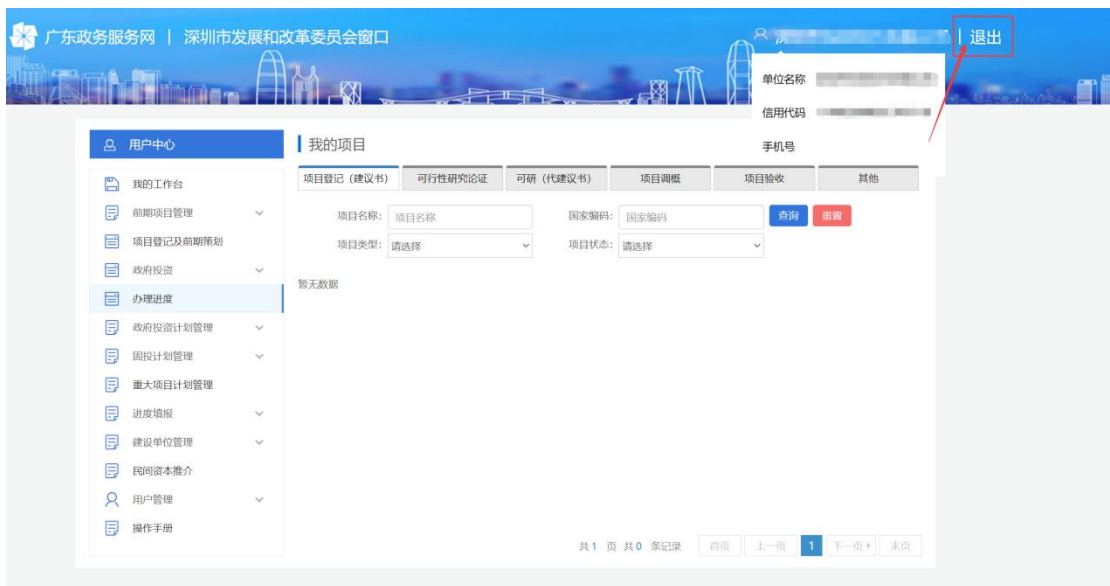 广东政务服务网 | 深圳市发展和改革委员会窗口
| 退出
单位名称
信用代码
手机号
用户中心
我的工作台
前期项目管理
项目登记及前期策划
政府投资
办理进度
政府投资计划管理
固投计划管理
重大项目计划管理
进度填报
建设单位管理
民间资本推介
用户管理
操作手册
我的项目
项目登记（建议书） 可行性研究论证 可研（代建议书） 项目调概 项目验收 其他
项目名称: 项目名称 国家编码: 国家编码 查询 重置
项目类型: 请选择 项目状态: 请选择
暂无数据
共 1 页 共 0 条记录 首页 上一页 1 下一页 末页